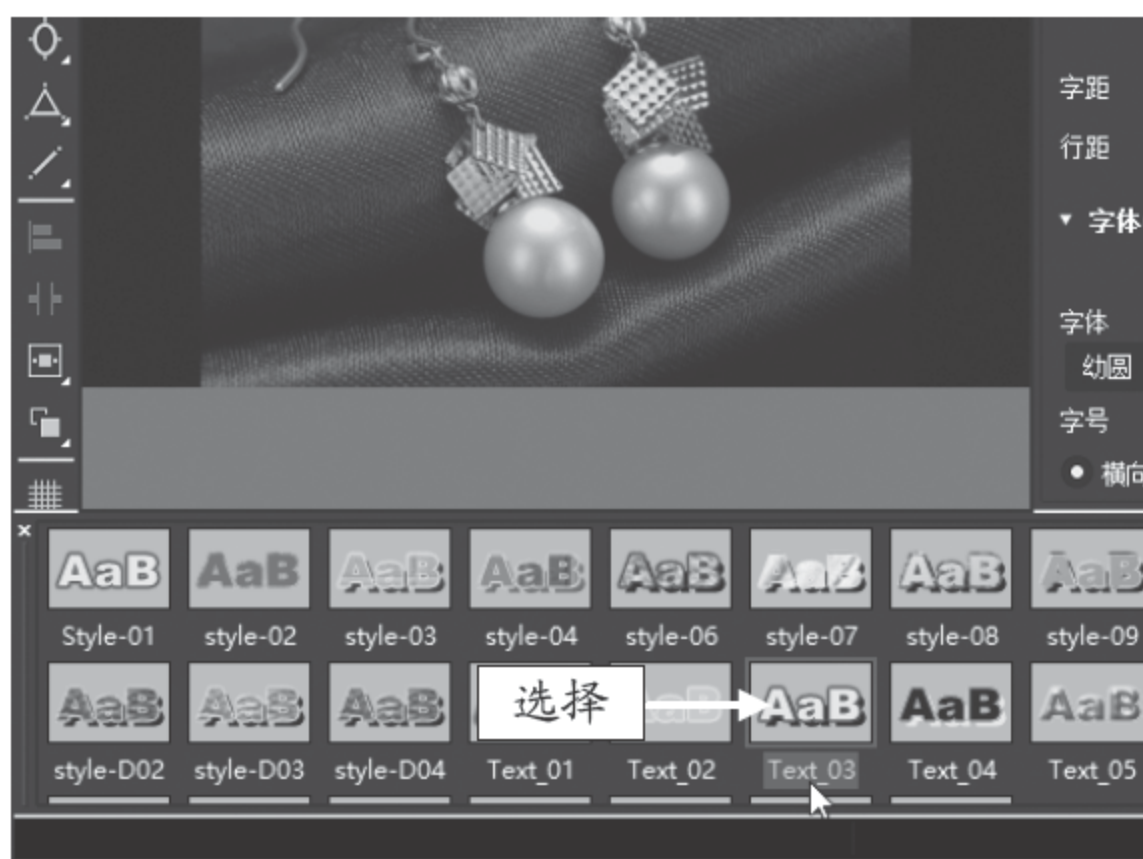 字距
行距
字体
字体
幼圆
字号
横向
AaB AaB AaB AaB AaB AaB AaB AaB
Style-01 style-02 style-03 style-04 style-06 style-07 style-08 style-09
AaB AaB AaB 选择 AaB AaB AaB AaB
style-D02 style-D03 style-D04 Text_01 Text_02 Text_03 Text_04 Text_05